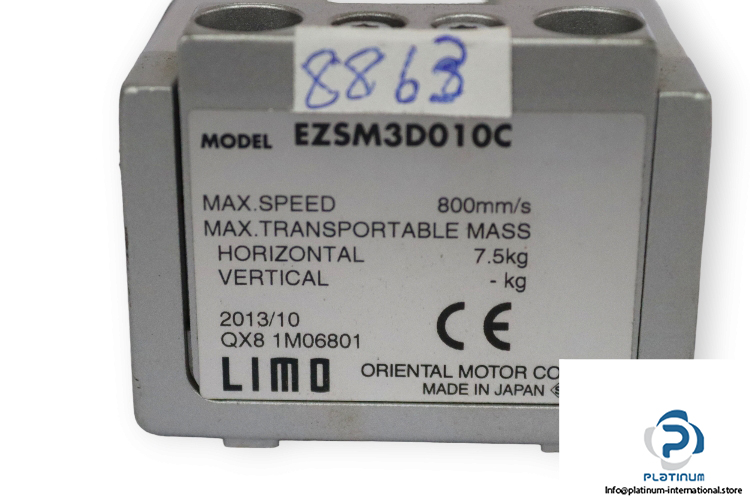 8863
MODEL EZSM3D010C
MAX.SPEED 800mm/s
MAX.TRANSPORTABLE MASS
HORIZONTAL 7.5kg
VERTICAL - kg
2013/10
QX8 1M06801
CE
LIMO
ORIENTAL MOTOR CO
MADE IN JAPAN
PLATINUM
Info@platinum-international.store